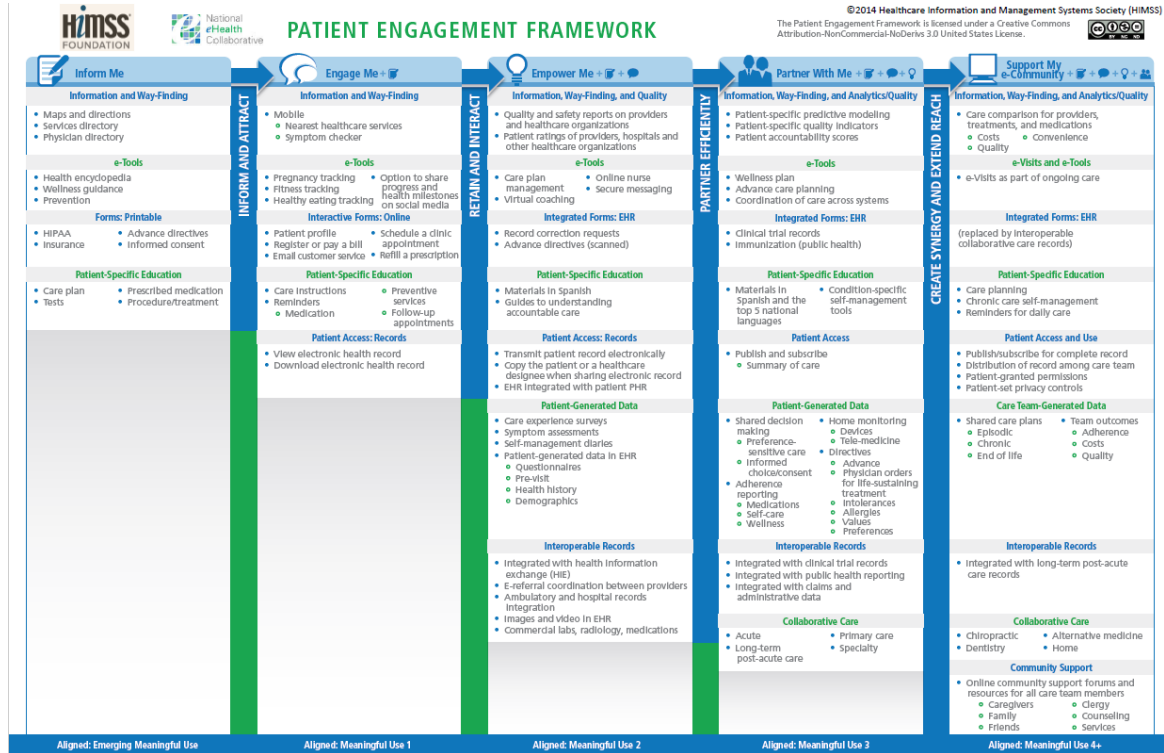 ©2014 Healthcare Information and Management Systems Society (HIMSS)
The Patient Engagement Framework is licensed under a Creative Commons
Attribution-NonCommercial-NoDerivs 3.0 United States License.
HIMSS
FOUNDATION
National
eHealth
Collaborative
PATIENT ENGAGEMENT FRAMEWORK
cc
BY NC ND
Inform Me
Information and Way-Finding
• Maps and directions
• Services directory
• Physician directory
e-Tools
• Health encyclopedia
• Wellness guidance
• Prevention
Forms: Printable
• HIPAA
• Insurance
• Advance directives
• Informed consent
Patient-Specific Education
• Care plan
• Tests
• Prescribed medication
• Procedure/treatment
Aligned: Emerging Meaningful Use
INFORM AND ATTRACT
Engage Me +
Information and Way-Finding
• Mobile
Nearest healthcare services
Symptom checker
e-Tools
• Pregnancy tracking
• Fitness tracking
• Healthy eating tracking
• Option to share
progress and
health milestones
on social media
Interactive Forms: Online
• Patient profile
• Register or pay a bill
• Email customer service
• Schedule a clinic
appointment
• Refill a prescription
Patient-Specific Education
• Care instructions
• Reminders
Medication
Preventive
services
Follow-up
appointments
Patient Access: Records
• View electronic health record
• Download electronic health record
Aligned: Meaningful Use 1
RETAIN AND INTERACT
Empower Me + +
Information, Way-Finding, and Quality
• Quality and safety reports on providers
and healthcare organizations
• Patient ratings of providers, hospitals and
other healthcare organizations
e-Tools
• Care plan
management
• Virtual coaching
• Online nurse
• Secure messaging
Integrated Forms: EHR
• Record correction requests
• Advance directives (scanned)
Patient-Specific Education
• Materials in Spanish
• Guides to understanding
accountable care
Patient Access: Records
• Transmit patient record electronically
• Copy the patient or a healthcare
designee when sharing electronic record
• EHR integrated with patient PHR
Patient-Generated Data
• Care experience surveys
• Symptom assessments
• Self-management diaries
• Patient-generated data in EHR
Questionnaires
Pre-visit
Health history
Demographics
Interoperable Records
• Integrated with health information
exchange (HIE)
• E-referral coordination between providers
• Ambulatory and hospital records
integration
• Images and video in EHR
• Commercial labs, radiology, medications
Aligned: Meaningful Use 2
PARTNER EFFICIENTLY
Partner With Me + + +
Information, Way-Finding, and Analytics/Quality
• Patient-specific predictive modeling
• Patient-specific quality indicators
• Patient accountability scores
e-Tools
• Wellness plan
• Advance care planning
• Coordination of care across systems
Integrated Forms: EHR
• Clinical trial records
• Immunization (public health)
Patient-Specific Education
• Materials in
Spanish and the
top 5 national
languages
• Condition-specific
self-management
tools
Patient Access
• Publish and subscribe
Summary of care
Patient-Generated Data
• Shared decision
making
Preference-
sensitive care
Informed
choice/consent
• Adherence
reporting
Medications
Self-care
Wellness
• Home monitoring
Devices
Tele-medicine
• Directives
Advance
Physician orders
for life-sustaining
treatment
Intolerances
Allergies
Values
Preferences
Interoperable Records
• Integrated with clinical trial records
• Integrated with public health reporting
• Integrated with claims and
administrative data
Collaborative Care
• Acute
• Long-term
post-acute care
• Primary care
• Specialty
Aligned: Meaningful Use 3
CREATE SYNERGY AND EXTEND REACH
Support My
e-Community + + + +
Information, Way-Finding, and Analytics/Quality
• Care comparison for providers,
treatments, and medications
Costs
Quality
Convenience
e-Visits and e-Tools
• e-Visits as part of ongoing care
Integrated Forms: EHR
(replaced by interoperable
collaborative care records)
Patient-Specific Education
• Care planning
• Chronic care self-management
• Reminders for daily care
Patient Access and Use
• Publish/subscribe for complete record
• Distribution of record among care team
• Patient-granted permissions
• Patient-set privacy controls
Care Team-Generated Data
• Shared care plans
Episodic
Chronic
End of life
• Team outcomes
Adherence
Costs
Quality
Interoperable Records
• Integrated with long-term post-acute
care records
Collaborative Care
• Chiropractic
• Dentistry
• Alternative medicine
• Home
Community Support
• Online community support forums and
resources for all care team members
Caregivers
Family
Friends
Clergy
Counseling
Services
Aligned: Meaningful Use 4+